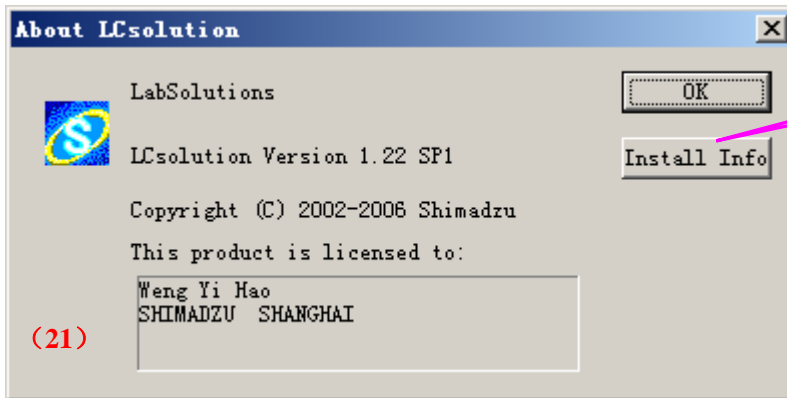 About LCsolution
LabSolutions
OK
LCsolution Version 1.22 SP1
Install Info
Copyright (C) 2002-2006 Shimadzu
This product is licensed to:
Weng Yi Hao
SHIMADZU SHANGHAI
（21）